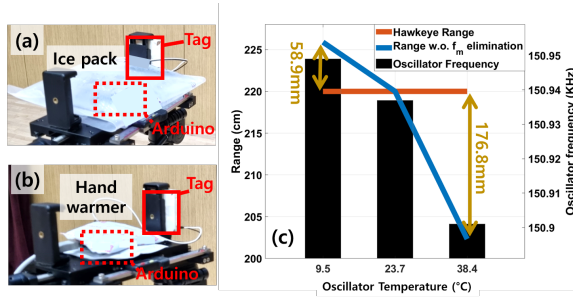 (a)
Ice pack
Tag
Arduino
(b)
Hand
warmer
Tag
Arduino
Hawkeye Range
Range w.o. fm elimination
Oscillator Frequency
58.9mm
176.8mm
(c)
Range (cm)
225
220
215
210
205
200
150.95
150.94
150.93
150.92
150.91
150.9
Oscillator frequency (KHz)
9.5 23.7 38.4
Oscillator Temperature (°C)